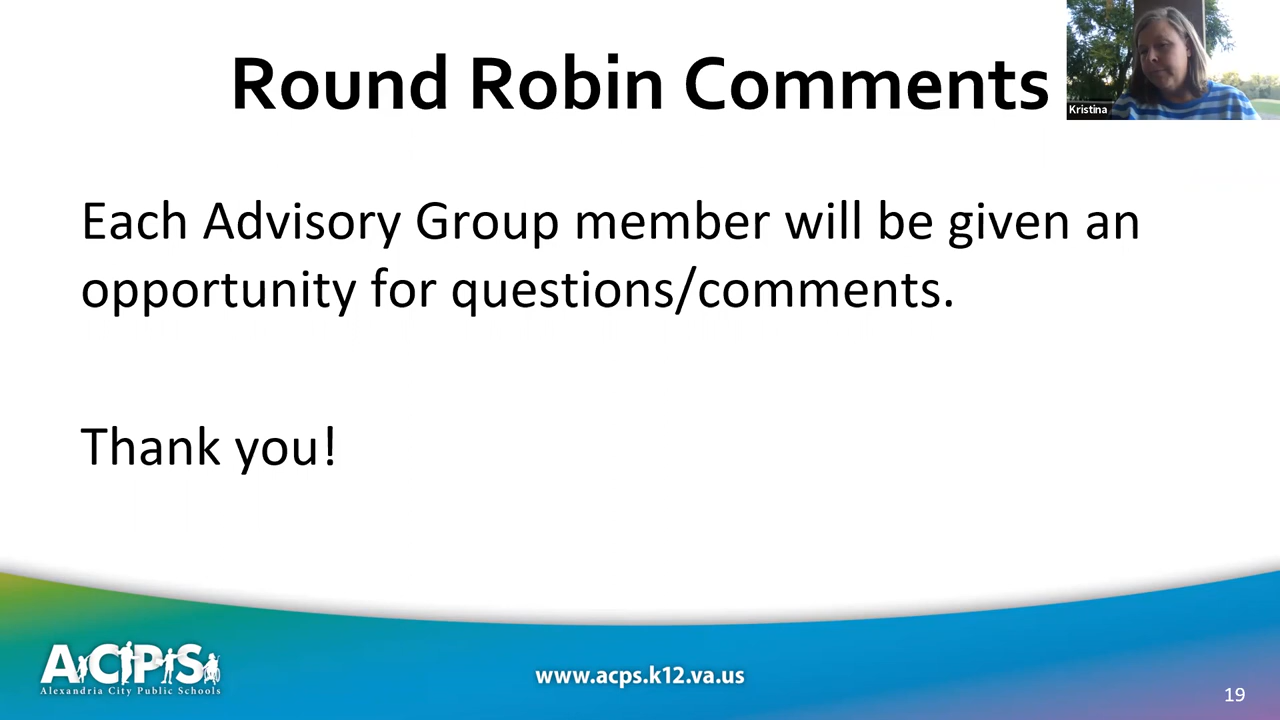 Round Robin Comments
Kristina
Each Advisory Group member will be given an
opportunity for questions/comments.
Thank you!
ACPS
Alexandria City Public Schools
www.acps.k12.va.us
19